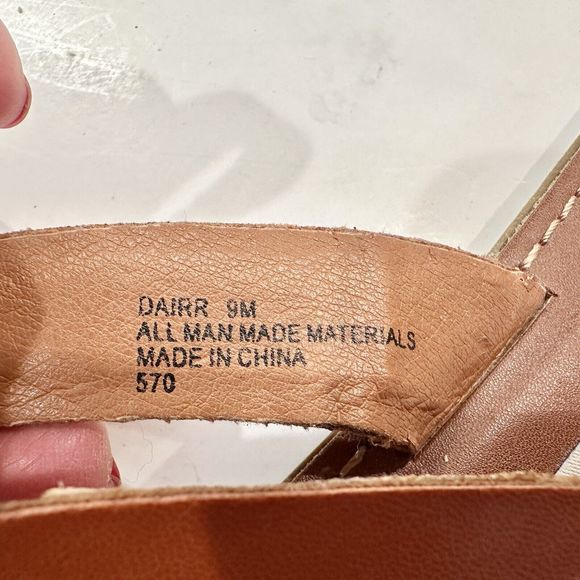 DAIRR 9M
ALL MAN MADE MATERIALS
MADE IN CHINA
570